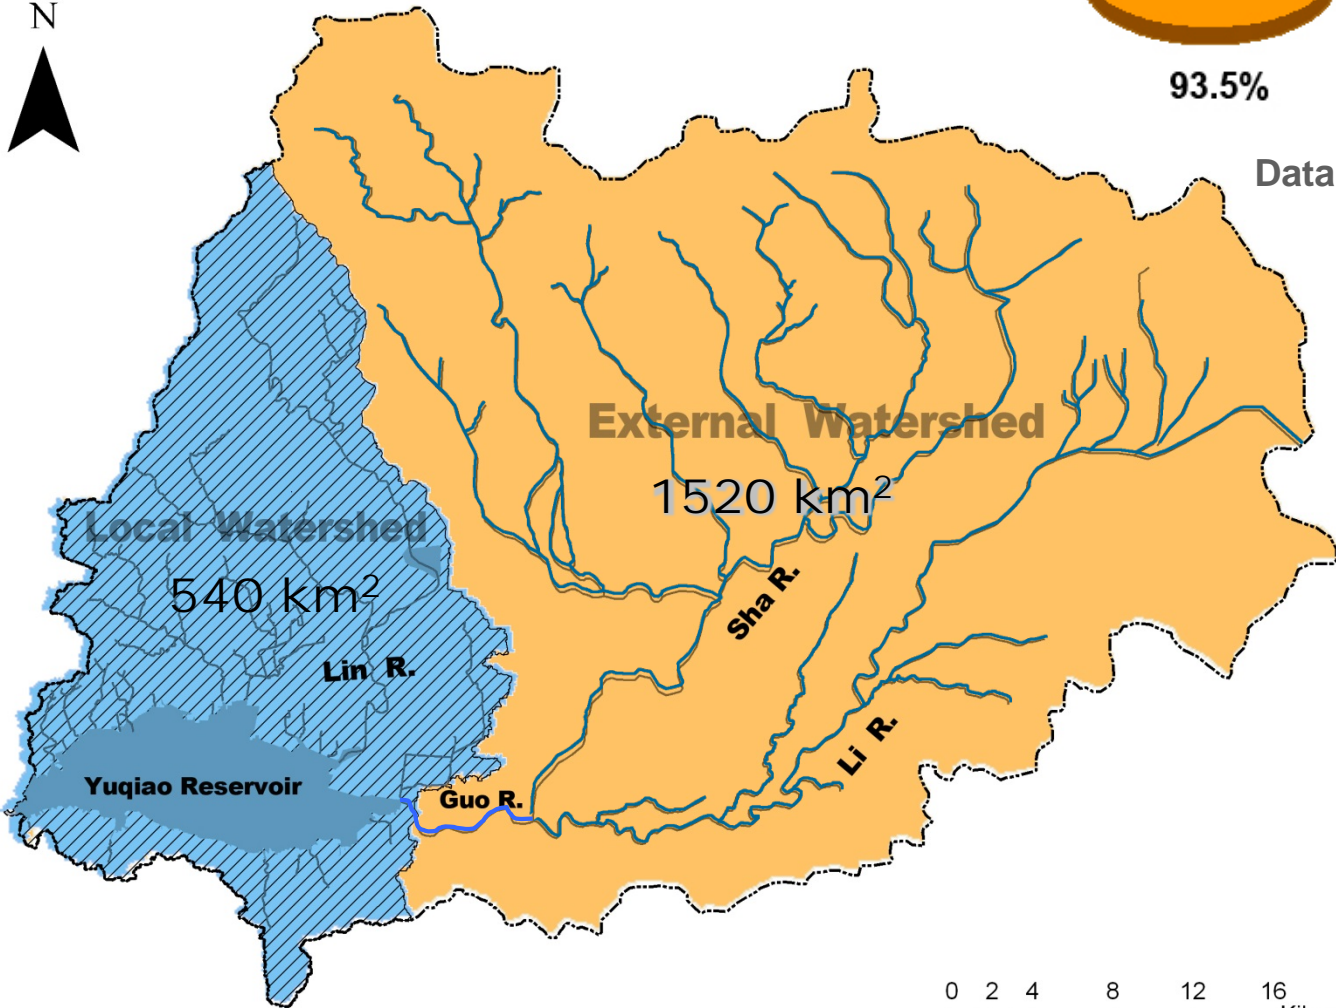 N
93.5%
Data
External Watershed
1520 km²
Local Watershed
540 km²
Sha R.
Lin R.
Li R.
Yuqiao Reservoir
Guo R.
0 2 4 8 12 16